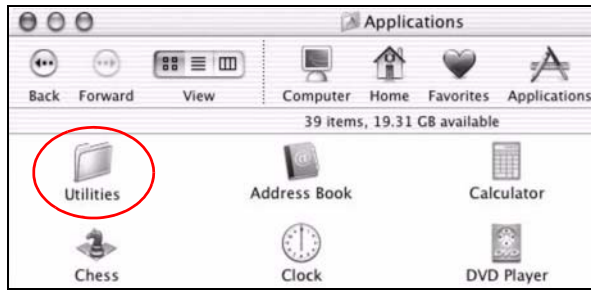 Applications
Back Forward View Computer Home Favorites Applications
39 items, 19.31 GB available
Utilities Address Book Calculator
Chess Clock DVD Player